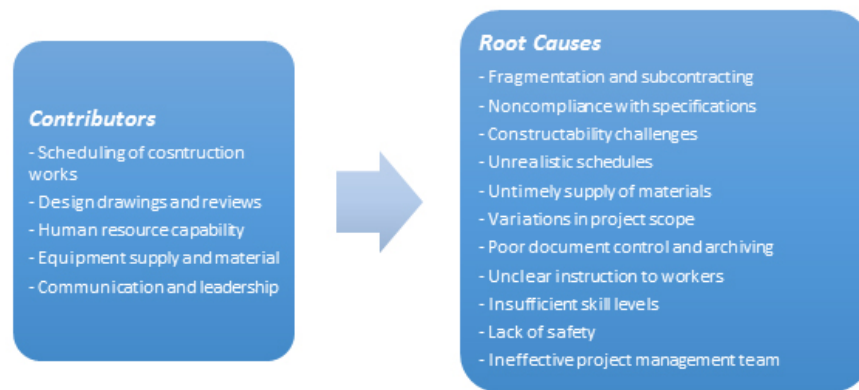 Contributors
- Scheduling of cosntruction
works
- Design drawings and reviews
- Human resource capability
- Equipment supply and material
- Communication and leadership
Root Causes
- Fragmentation and subcontracting
- Noncompliance with specifications
- Constructability challenges
- Unrealistic schedules
- Untimely supply of materials
- Variations in project scope
- Poor document control and archiving
- Unclear instruction to workers
- Insufficient skill levels
- Lack of safety
- Ineffective project management team